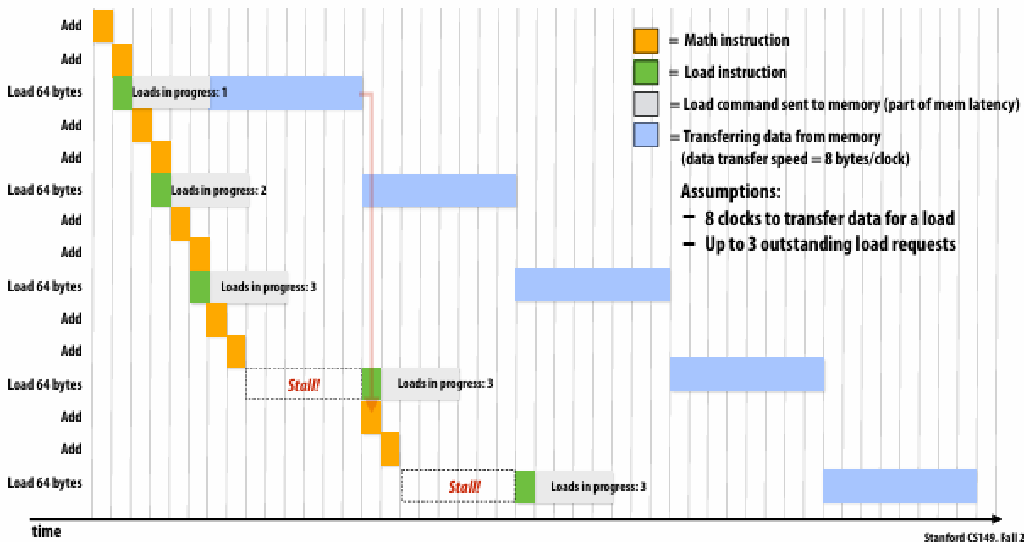 Add
= Math instruction
Add
= Load instruction
Load 64 bytes
Loads in progress: 1
= Load command sent to memory (part of mem latency)
Add
= Transferring data from memory
(data transfer speed = 8 bytes/clock)
Add
Load 64 bytes
Loads in progress: 2
Assumptions:
Add
– 8 clocks to transfer data for a load
– Up to 3 outstanding load requests
Add
Load 64 bytes
Loads in progress: 3
Add
Add
Load 64 bytes
Stall!
Loads in progress: 3
Add
Add
Load 64 bytes
Stall!
Loads in progress: 3
time
Stanford CS149, Fall 2